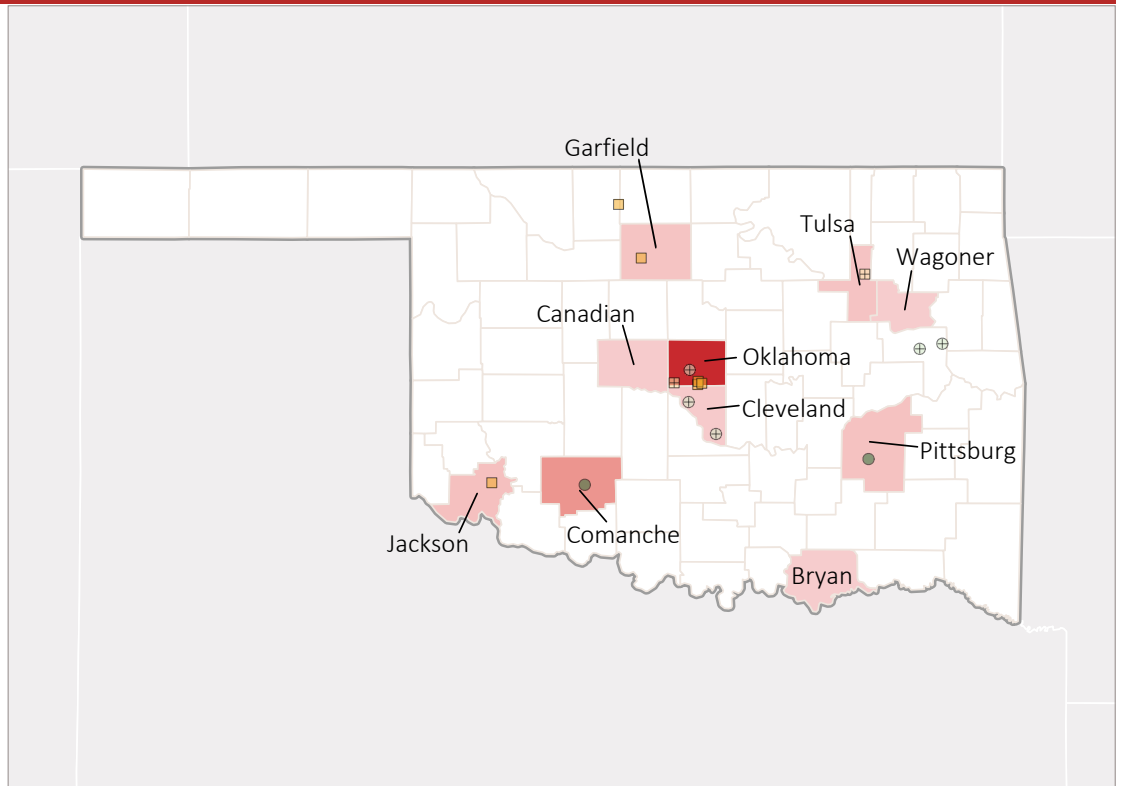 Garfield
Tulsa
Wagoner
Canadian
Oklahoma
Cleveland
Pittsburg
Jackson
Comanche
Bryan